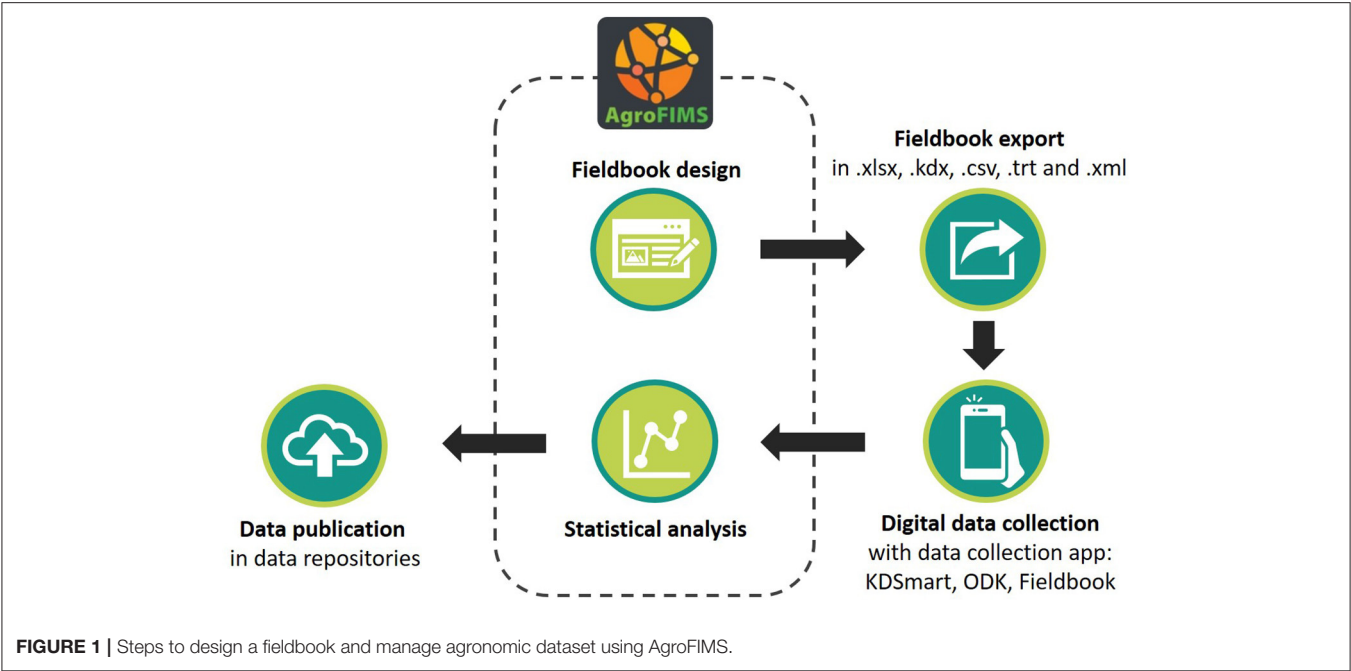 AgroFIMS
Fieldbook design
Fieldbook export
in .xlsx, .kdx, .csv, .trt and .xml
Data publication
in data repositories
Statistical analysis
Digital data collection
with data collection app:
KDSmart, ODK, Fieldbook
FIGURE 1 | Steps to design a fieldbook and manage agronomic dataset using AgroFIMS.